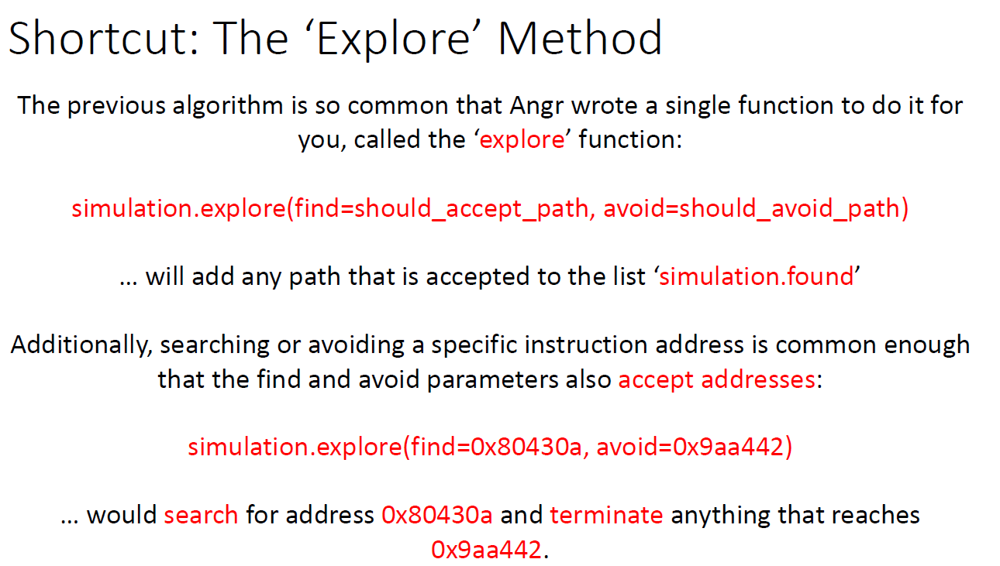 Shortcut: The ‘Explore’ Method
The previous algorithm is so common that Angr wrote a single function to do it for
you, called the ‘explore’ function:
simulation.explore(find=should_accept_path, avoid=should_avoid_path)
... will add any path that is accepted to the list ‘simulation.found’
Additionally, searching or avoiding a specific instruction address is common enough
that the find and avoid parameters also accept addresses:
simulation.explore(find=0x80430a, avoid=0x9aa442)
... would search for address 0x80430a and terminate anything that reaches
0x9aa442.